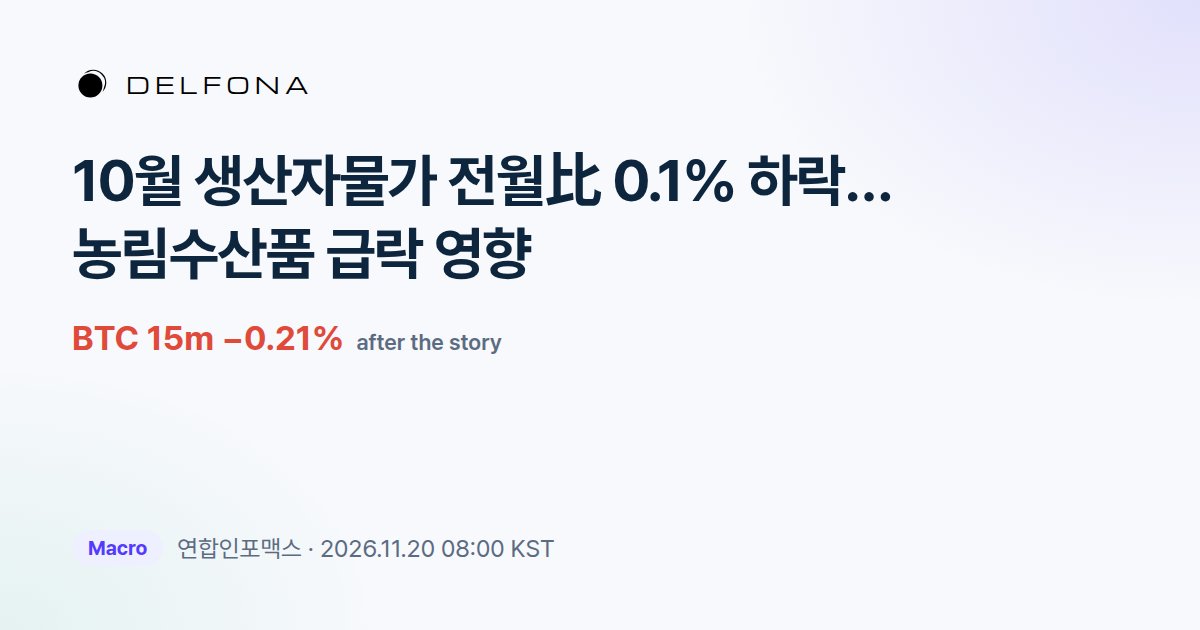 DELFONA
10월 생산자물가 전월比 0.1% 하락...
농림수산품 급락 영향
BTC 15m −0.21% after the story
Macro 연합인포맥스 · 2026.11.20 08:00 KST